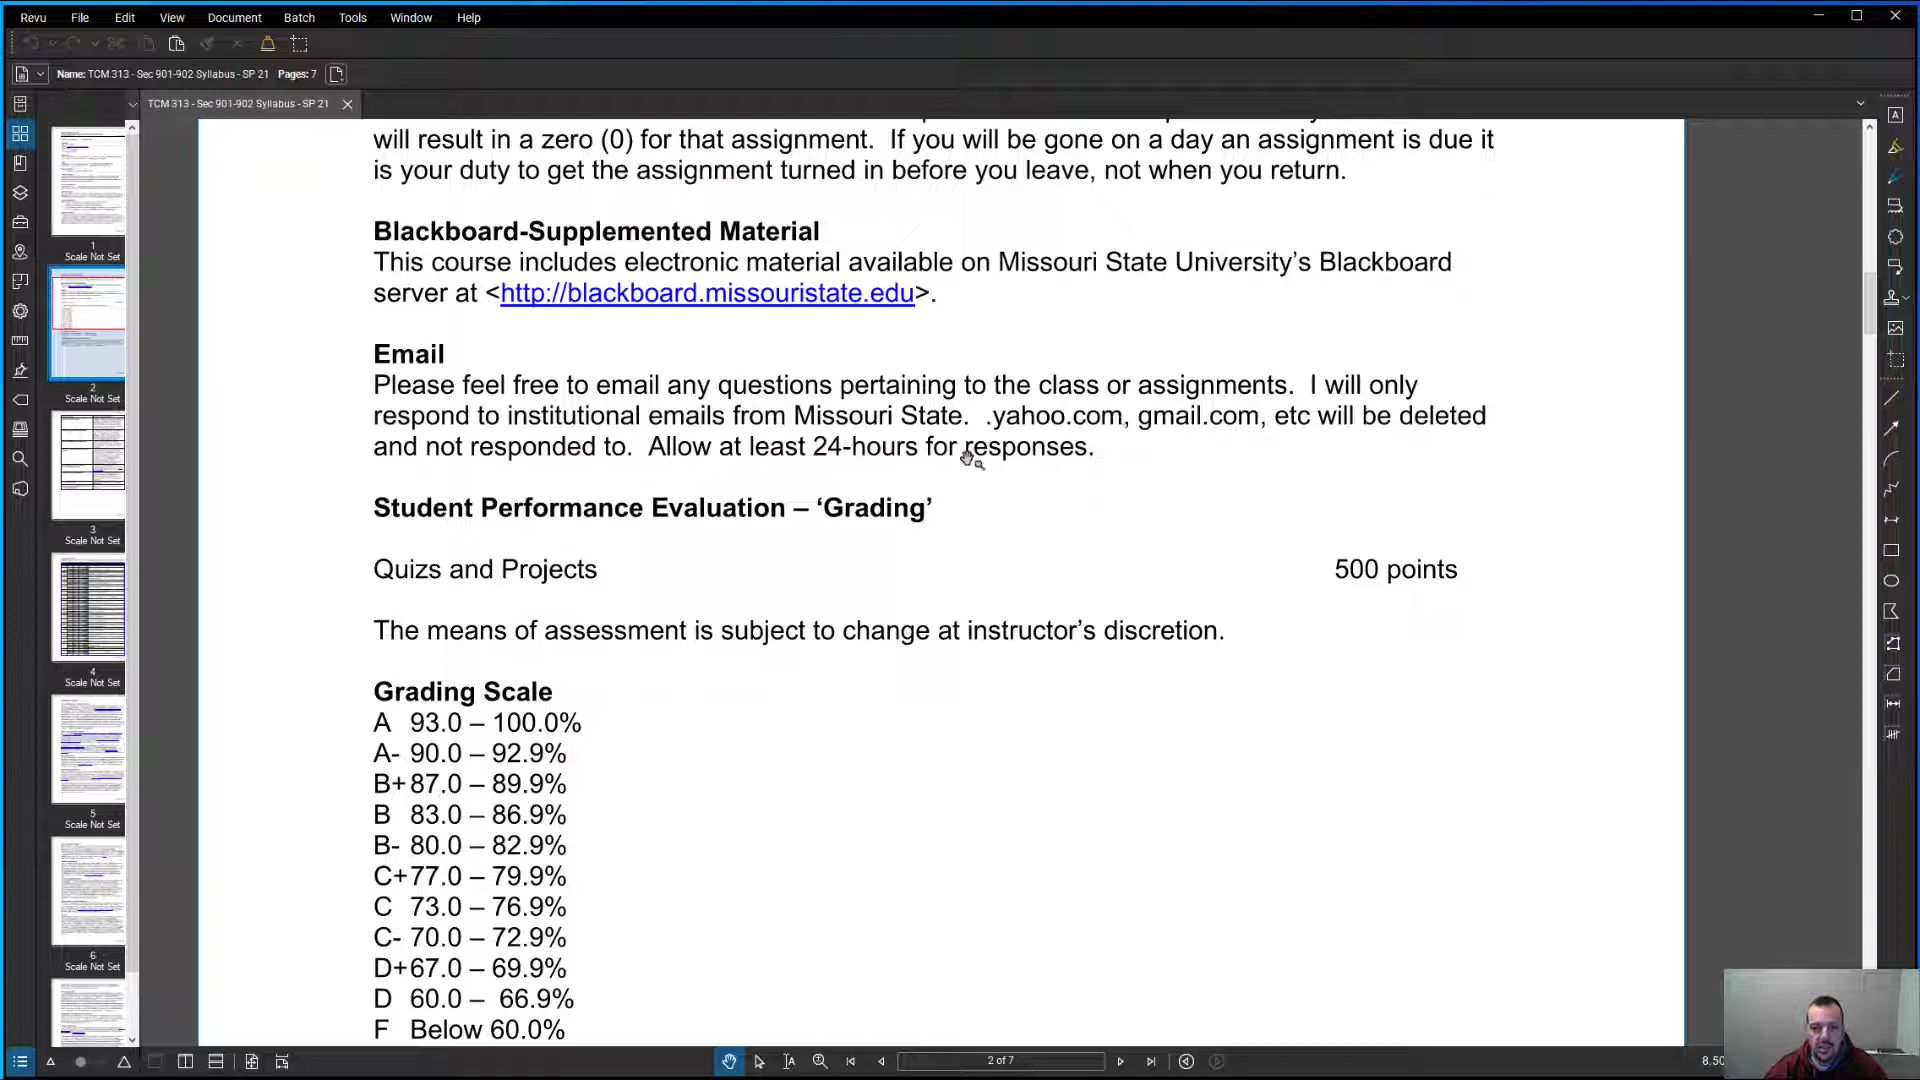 Revu File Edit View Document Batch Tools Window Help
Name: TCM 313 - Sec 901-902 Syllabus - SP 21 Pages: 7
TCM 313 - Sec 901-902 Syllabus - SP 21
1
Scale Not Set
2
Scale Not Set
3
Scale Not Set
4
Scale Not Set
5
Scale Not Set
6
Scale Not Set
will result in a zero (0) for that assignment. If you will be gone on a day an assignment is due it
is your duty to get the assignment turned in before you leave, not when you return.
Blackboard-Supplemented Material
This course includes electronic material available on Missouri State University’s Blackboard
server at <http://blackboard.missouristate.edu>.
Email
Please feel free to email any questions pertaining to the class or assignments. I will only
respond to institutional emails from Missouri State. .yahoo.com, gmail.com, etc will be deleted
and not responded to. Allow at least 24-hours for responses.
Student Performance Evaluation – ‘Grading’
Quizs and Projects 500 points
The means of assessment is subject to change at instructor’s discretion.
Grading Scale
A 93.0 – 100.0%
A- 90.0 – 92.9%
B+ 87.0 – 89.9%
B 83.0 – 86.9%
B- 80.0 – 82.9%
C+ 77.0 – 79.9%
C 73.0 – 76.9%
C- 70.0 – 72.9%
D+ 67.0 – 69.9%
D 60.0 – 66.9%
F Below 60.0%
2 of 7
8.50